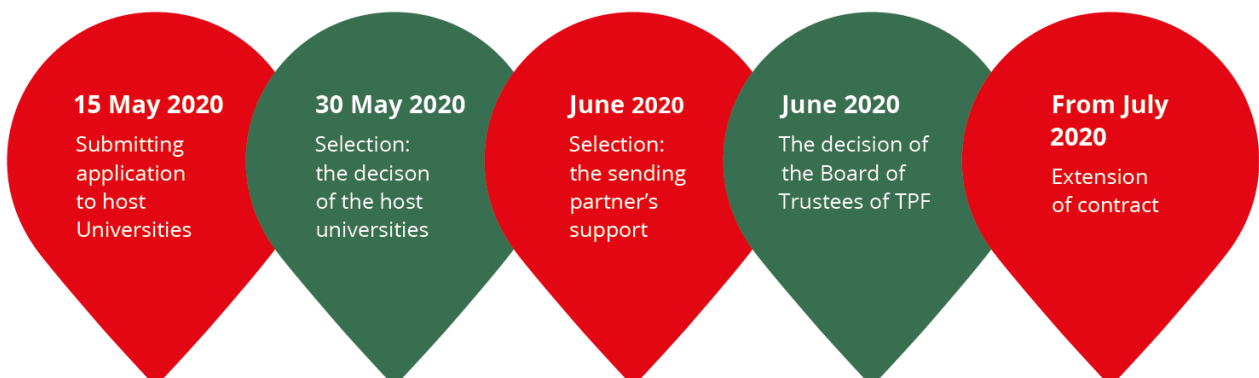 15 May 2020
Submitting
application
to host
Universities
30 May 2020
Selection:
the decison
of the host
universities
June 2020
Selection:
the sending
partner's
support
June 2020
The decision of
the Board of
Trustees of TPF
From July
2020
Extension
of contract